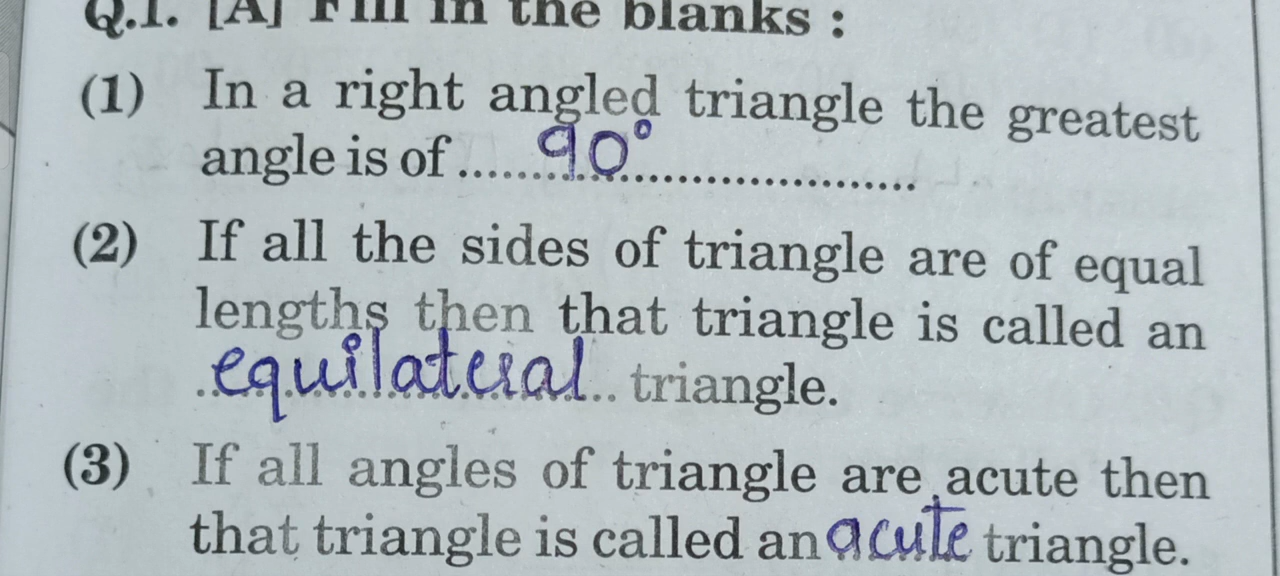 Q.1. [A] Fill in the blanks :
(1) In a right angled triangle the greatest
angle is of ......90°..............................
(2) If all the sides of triangle are of equal
lengths then that triangle is called an
.equilateral.. triangle.
(3) If all angles of triangle are acute then
that triangle is called an acute triangle.